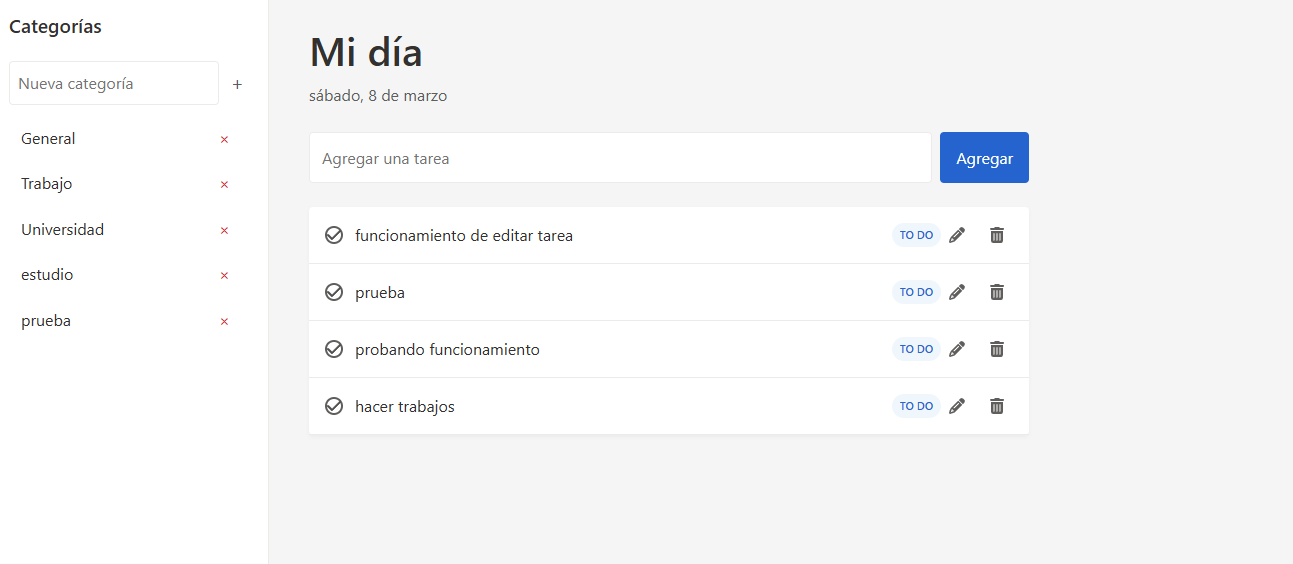 Categorías
Nueva categoría +
General ×
Trabajo ×
Universidad ×
estudio ×
prueba ×
Mi día
sábado, 8 de marzo
Agregar una tarea Agregar
funcionamiento de editar tarea TO DO
prueba TO DO
probando funcionamiento TO DO
hacer trabajos TO DO